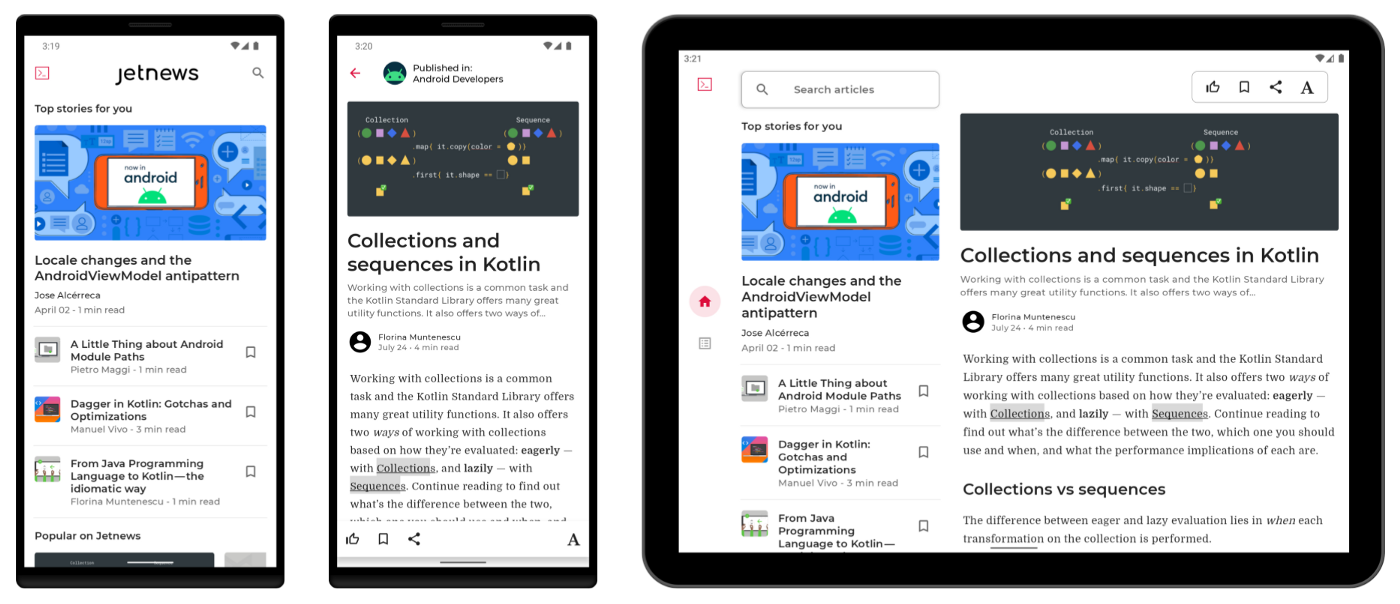 3:19
jetnews
Top stories for you
now in
android
Locale changes and the
AndroidViewModel antipattern
Jose Alcérreca
April 02 - 1 min read
A Little Thing about Android
Module Paths
Pietro Maggi - 1 min read
Dagger in Kotlin: Gotchas and
Optimizations
Manuel Vivo - 3 min read
From Java Programming
Language to Kotlin—the
idiomatic way
Florina Muntenescu - 1 min read
Popular on Jetnews
3:20
Published in:
Android Developers
Collection Sequence
.map{ it.copy(color = )}
.first{ it.shape == }
Collections and
sequences in Kotlin
Working with collections is a common task and
the Kotlin Standard Library offers many great
utility functions. It also offers two ways of...
Florina Muntenescu
July 24 • 4 min read
Working with collections is a common
task and the Kotlin Standard Library offers
many great utility functions. It also offers
two ways of working with collections
based on how they're evaluated: eagerly —
with Collections, and lazily — with
Sequences. Continue reading to find out
what's the difference between the two,
which one you should use and when, and
A
3:21
Search articles
Top stories for you
now in
android
Locale changes and the
AndroidViewModel
antipattern
Jose Alcérreca
April 02 - 1 min read
A Little Thing about
Android Module Paths
Pietro Maggi - 1 min read
Dagger in Kotlin:
Gotchas and
Optimizations
Manuel Vivo - 3 min read
From Java
Programming
Language to Kotlin—
A
Collection Sequence
.map{ it.copy(color = )}
.first{ it.shape == }
Collections and sequences in Kotlin
Working with collections is a common task and the Kotlin Standard Library
offers many great utility functions. It also offers two ways of...
Florina Muntenescu
July 24 • 4 min read
Working with collections is a common task and the Kotlin Standard
Library offers many great utility functions. It also offers two ways of
working with collections based on how they're evaluated: eagerly —
with Collections, and lazily — with Sequences. Continue reading to
find out what's the difference between the two, which one you should
use and when, and what the performance implications of each are.
Collections vs sequences
The difference between eager and lazy evaluation lies in when each
transformation on the collection is performed.